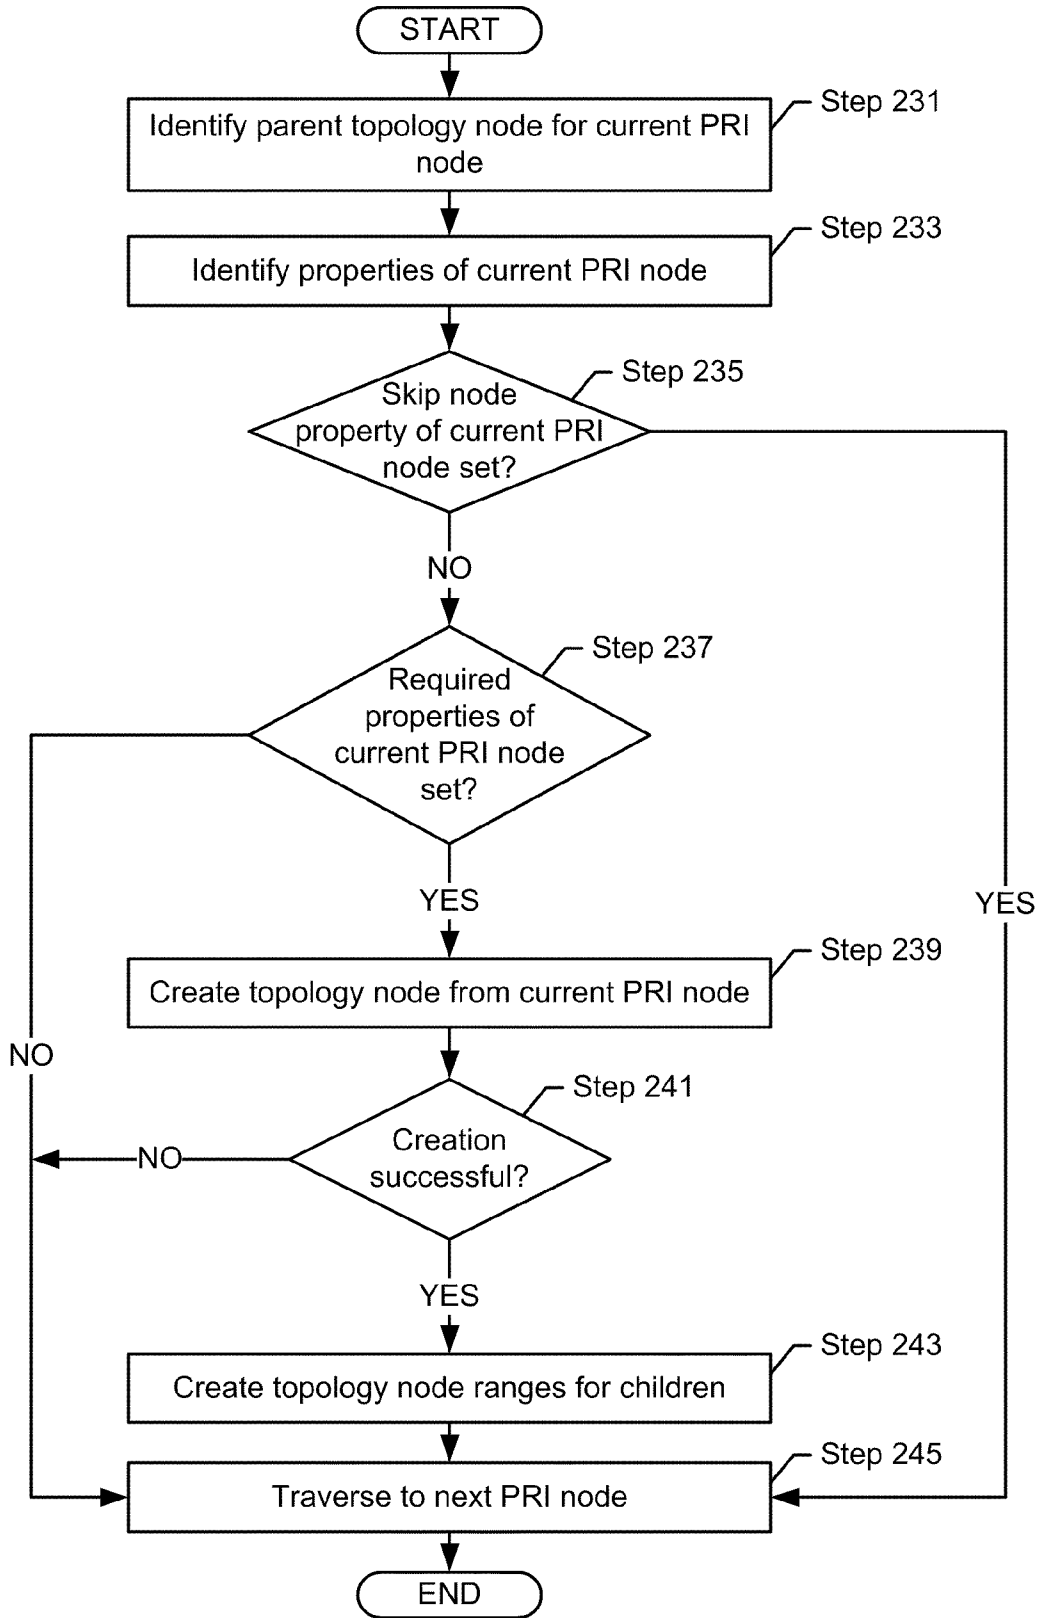 START
Step 231
Identify parent topology node for current PRI
node
Step 233
Identify properties of current PRI node
Step 235
Skip node
property of current PRI
node set?
NO
Step 237
Required
properties of
current PRI node
set?
YES
YES
Step 239
Create topology node from current PRI node
NO
Step 241
Creation
successful?
NO
YES
Step 243
Create topology node ranges for children
Step 245
Traverse to next PRI node
END